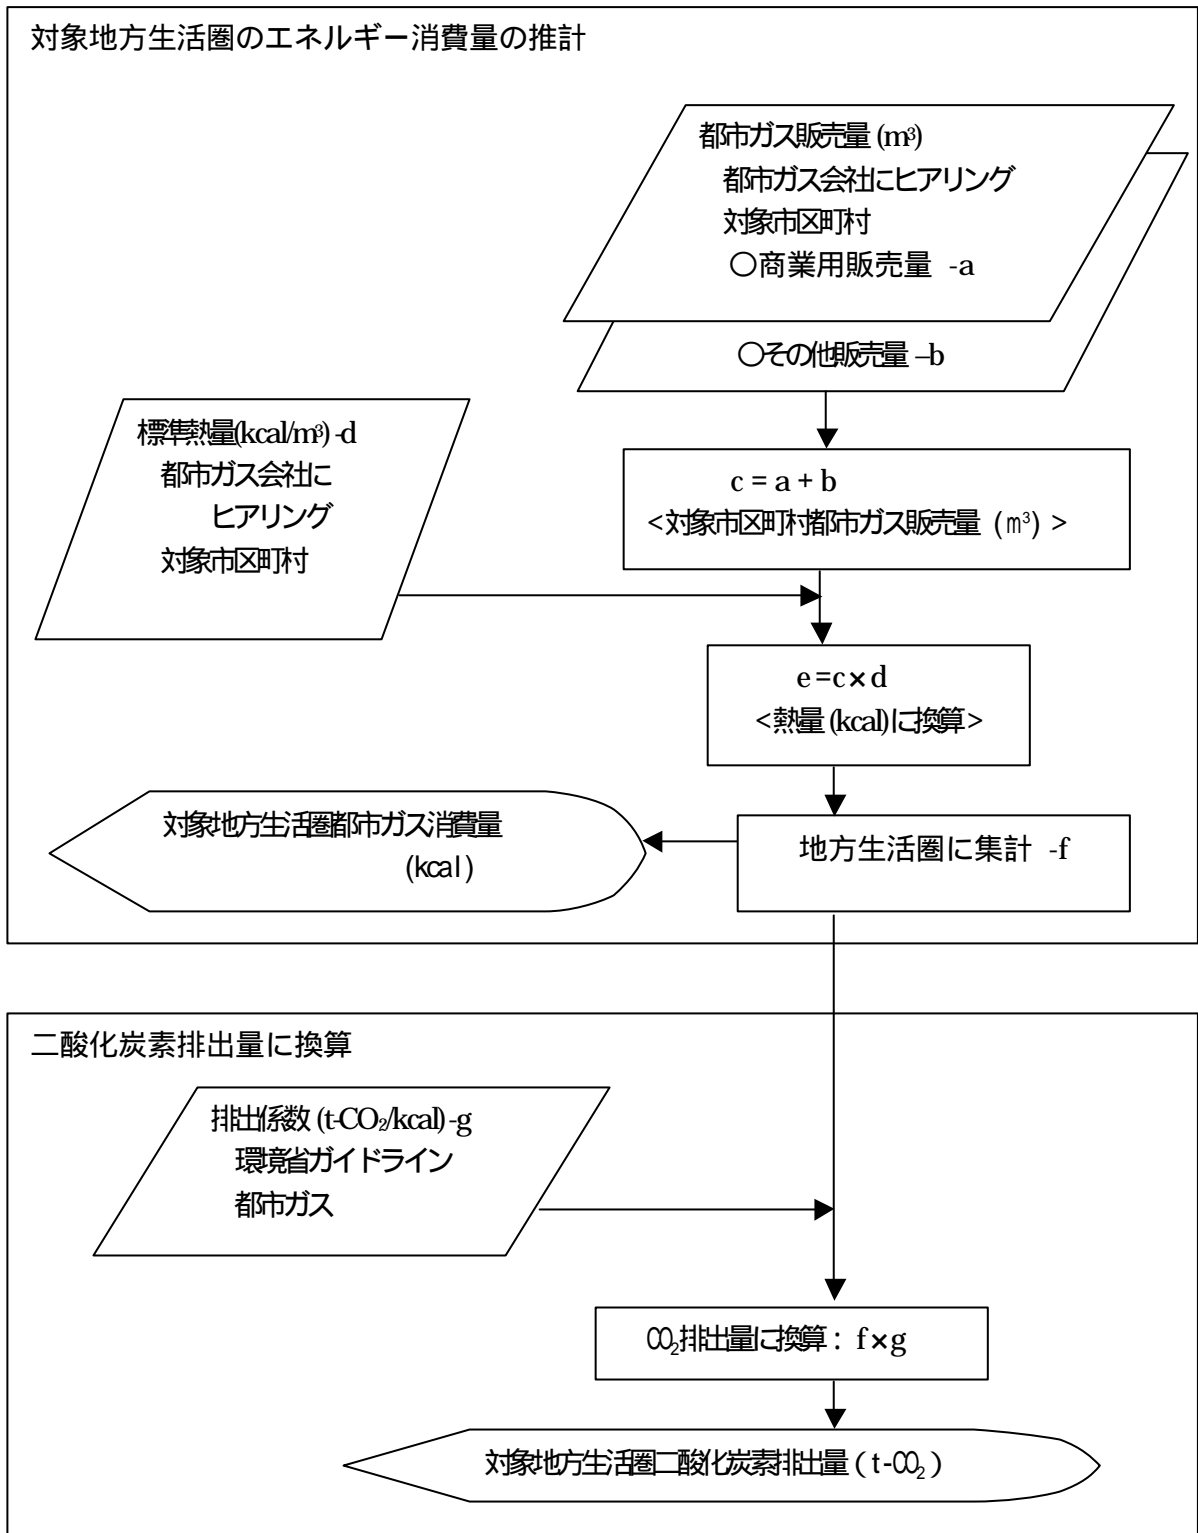 対象地方生活圏のエネルギー消費量の推計
都市ガス販売量(m³)
都市ガス会社にヒアリング
対象市区町村
○商業用販売量 -a
○その他販売量 –b
標準熱量(kcal/m³) -d
都市ガス会社に
ヒアリング
対象市区町村
c = a + b
<対象市区町村都市ガス販売量 (m³) >
e =c×d
<熱量(kcal)に換算>
対象地方生活圏都市ガス消費量
(kcal)
地方生活圏に集計 -f
二酸化炭素排出量に換算
排出係数 (t-CO₂/kcal) -g
環境省ガイドライン
都市ガス
CO₂排出量に換算: f×g
対象地方生活圏二酸化炭素排出量 ( t-CO₂ )